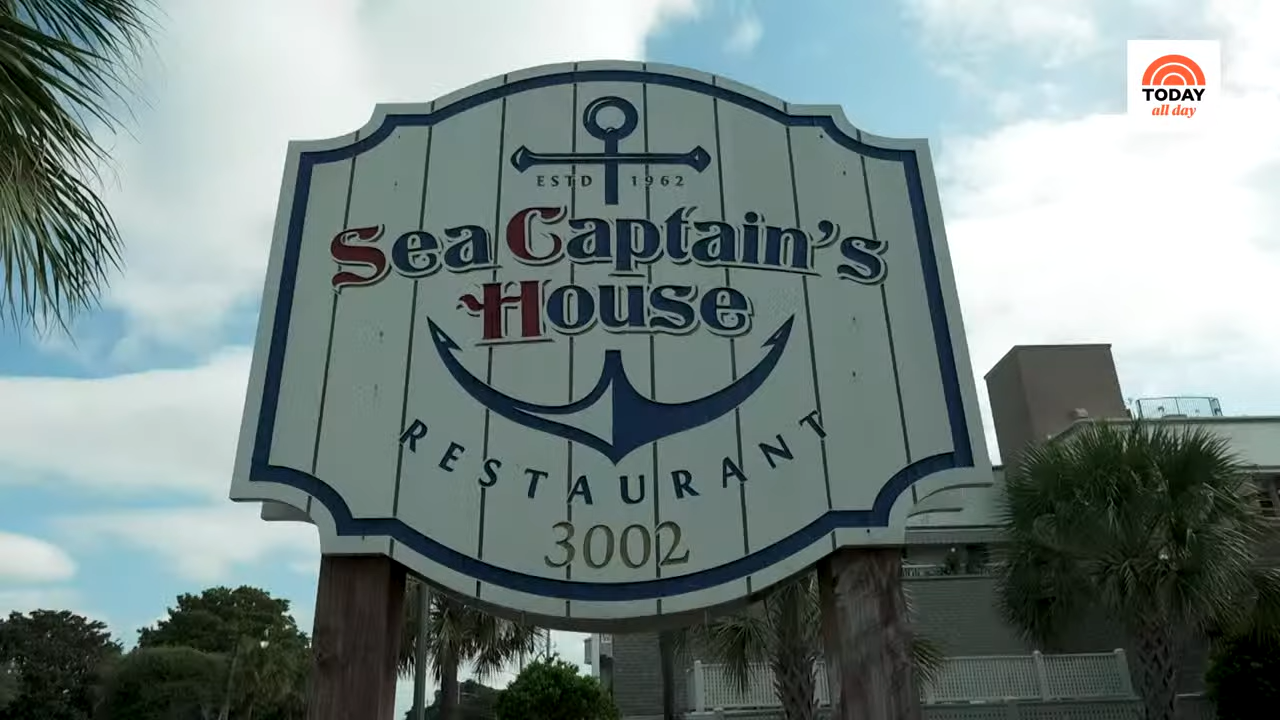 TODAY
all day
ESTD 1962
Sea Captain's
House
RESTAURANT
3002